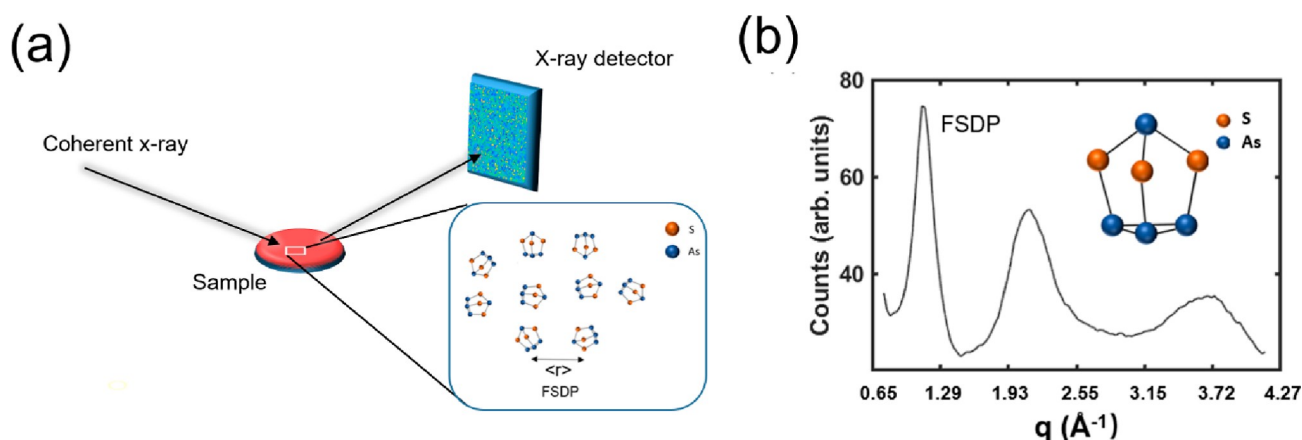 (a)
X-ray detector
Coherent x-ray
Sample
S
As
<r>
FSDP
(b)
80
60
40
Counts (arb. units)
FSDP
S
As
0.65 1.29 1.93 2.55 3.15 3.72 4.27
q (Å⁻¹)